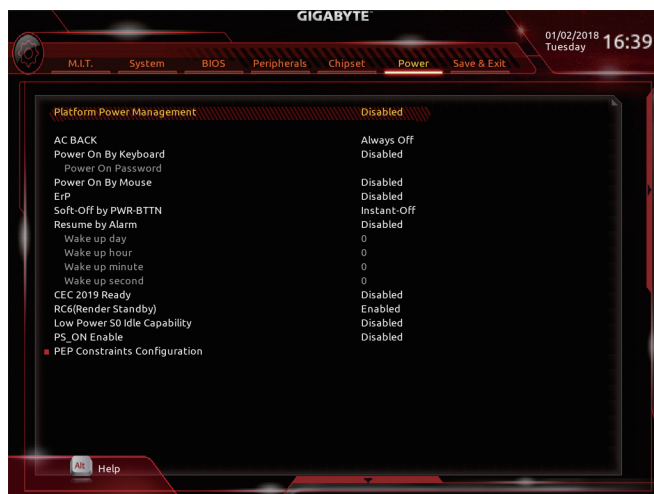 GIGABYTE™
01/02/2018
Tuesday
16:39
M.I.T. System BIOS Peripherals Chipset Power Save & Exit
Platform Power Management Disabled
AC BACK Always Off
Power On By Keyboard Disabled
Power On Password
Power On By Mouse Disabled
ErP Disabled
Soft-Off by PWR-BTTN Instant-Off
Resume by Alarm Disabled
Wake up day 0
Wake up hour 0
Wake up minute 0
Wake up second 0
CEC 2019 Ready Disabled
RC6(Render Standby) Enabled
Low Power S0 Idle Capability Disabled
PS_ON Enable Disabled
PEP Constraints Configuration
Alt Help